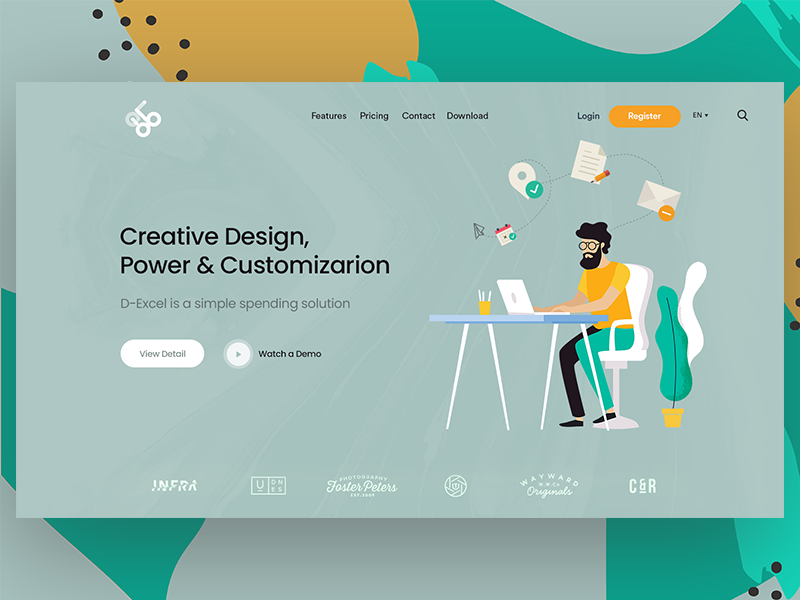 Features Pricing Contact Download Login Register EN
Creative Design,
Power & Customizarion
D-Excel is a simple spending solution
View Detail Watch a Demo
INFRA
U DN
ES
PHOTOGRAPHY
Foster Peters
EST. 2005
WAYWARD
Originals
C&R